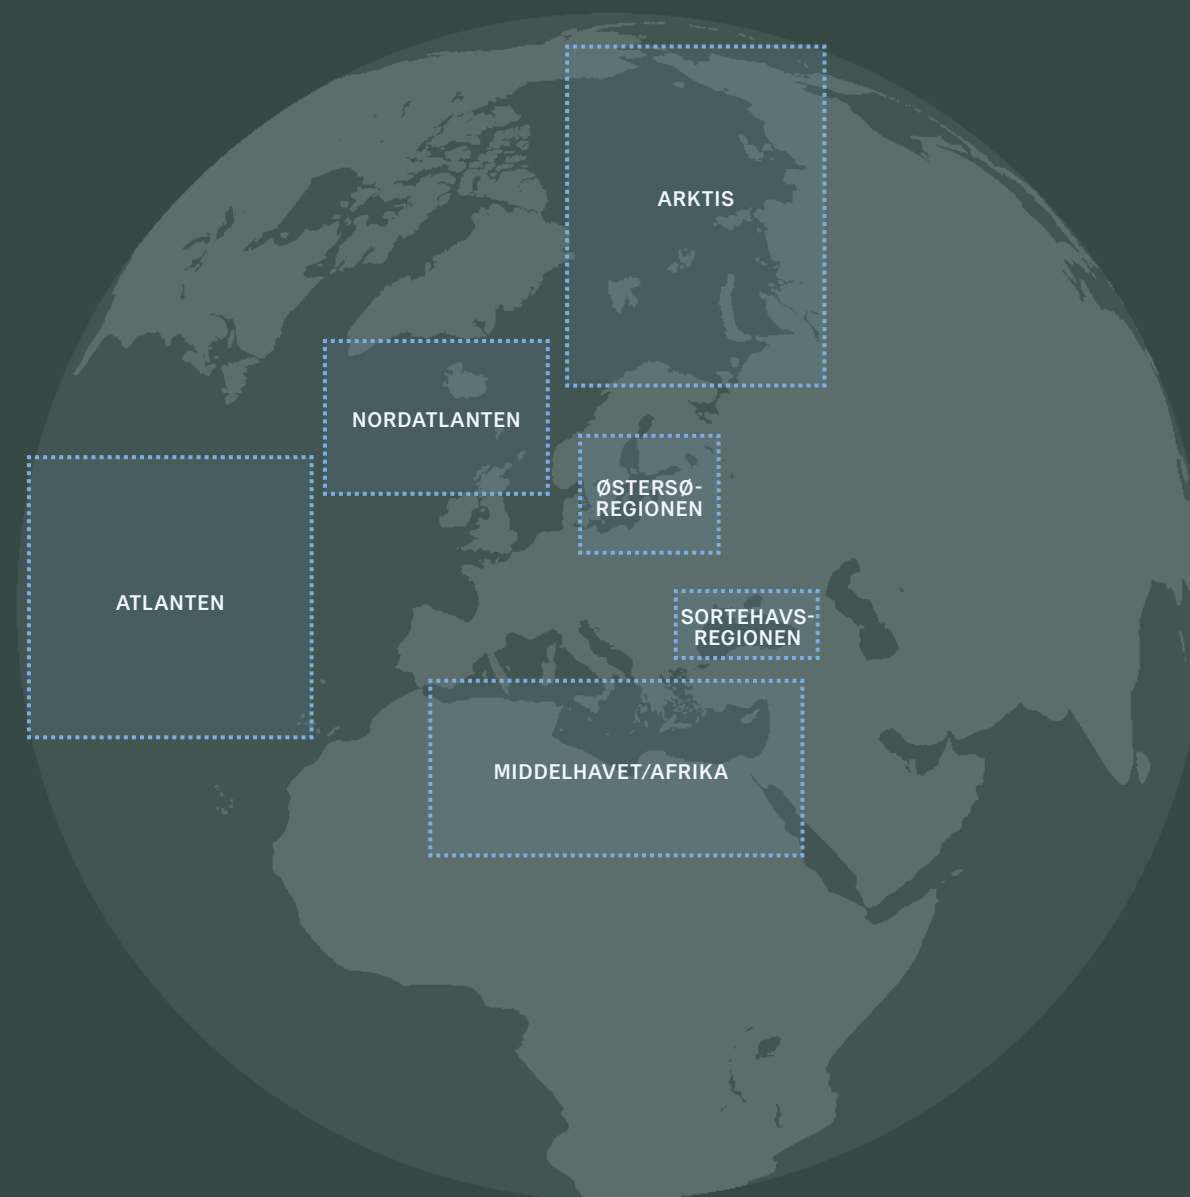 ARKTIS
NORDATLANTEN
ØSTERSØ-
REGIONEN
ATLANTEN
SORTEHAVS-
REGIONEN
MIDDELHAVET/AFRIKA